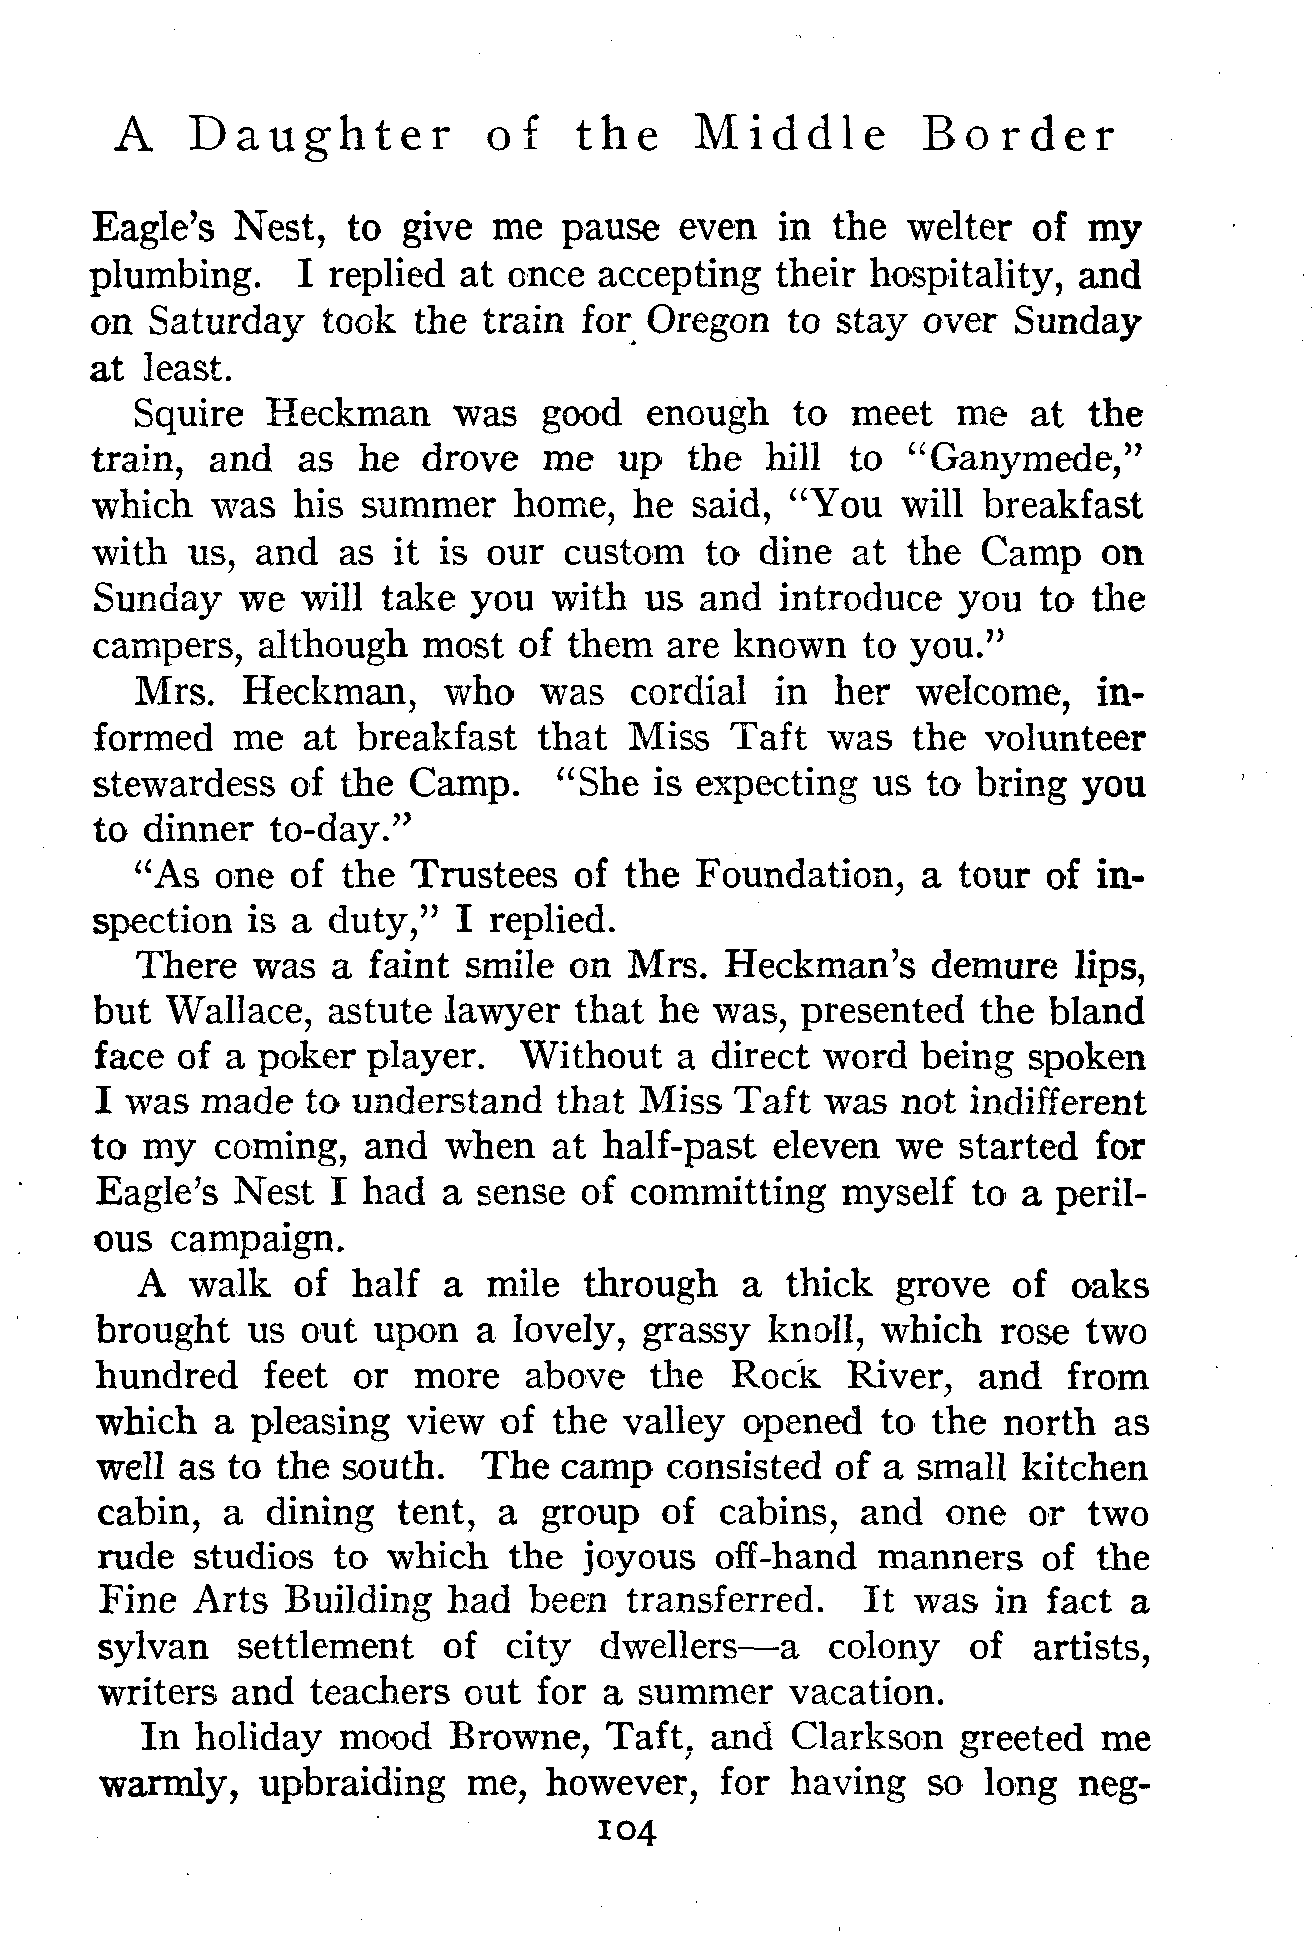 A Daughter of the Middle Border
Eagle's Nest, to give me pause even in the welter of my
plumbing. I replied at once accepting their hospitality, and
on Saturday took the train for Oregon to stay over Sunday
at least.
Squire Heckman was good enough to meet me at the
train, and as he drove me up the hill to “Ganymede,”
which was his summer home, he said, “You will breakfast
with us, and as it is our custom to dine at the Camp on
Sunday we will take you with us and introduce you to the
campers, although most of them are known to you.”
Mrs. Heckman, who was cordial in her welcome, in-
formed me at breakfast that Miss Taft was the volunteer
stewardess of the Camp. “She is expecting us to bring you
to dinner to-day.”
“As one of the Trustees of the Foundation, a tour of in-
spection is a duty,” I replied.
There was a faint smile on Mrs. Heckman's demure lips,
but Wallace, astute lawyer that he was, presented the bland
face of a poker player. Without a direct word being spoken
I was made to understand that Miss Taft was not indifferent
to my coming, and when at half-past eleven we started for
Eagle's Nest I had a sense of committing myself to a peril-
ous campaign.
A walk of half a mile through a thick grove of oaks
brought us out upon a lovely, grassy knoll, which rose two
hundred feet or more above the Rock River, and from
which a pleasing view of the valley opened to the north as
well as to the south. The camp consisted of a small kitchen
cabin, a dining tent, a group of cabins, and one or two
rude studios to which the joyous off-hand manners of the
Fine Arts Building had been transferred. It was in fact a
sylvan settlement of city dwellers—a colony of artists,
writers and teachers out for a summer vacation.
In holiday mood Browne, Taft, and Clarkson greeted me
warmly, upbraiding me, however, for having so long neg-
104